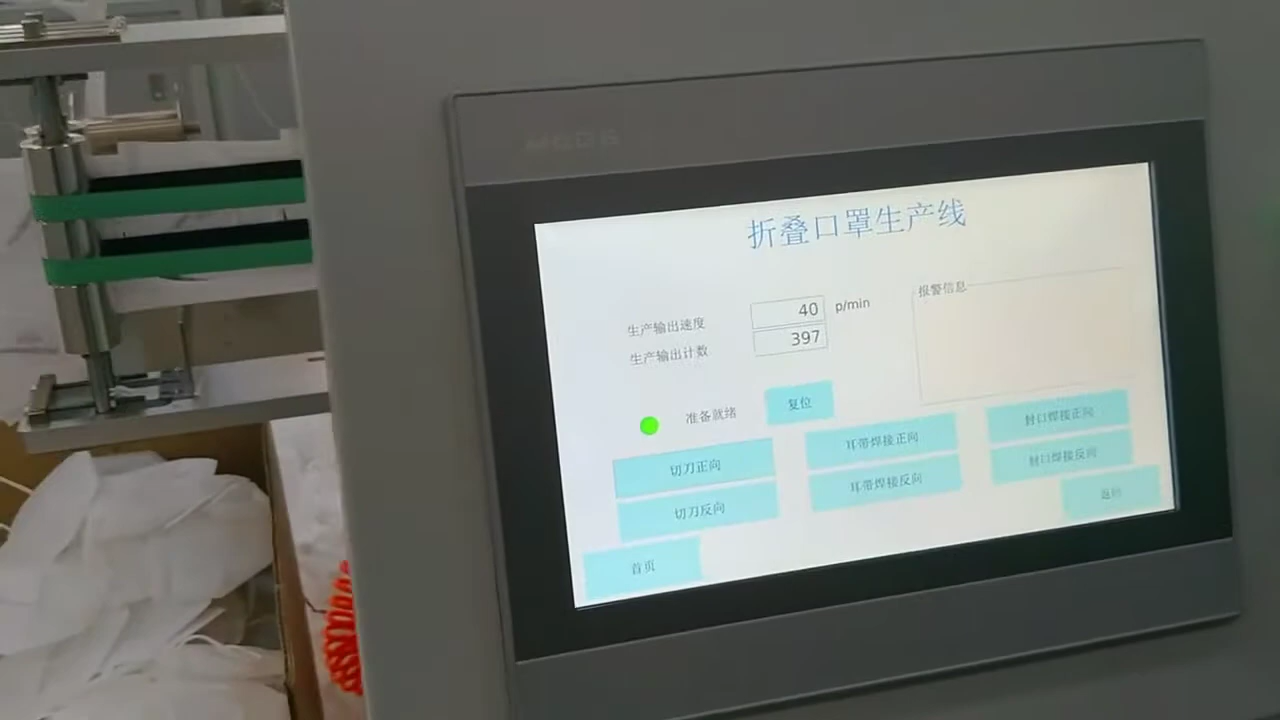 折叠口罩生产线
生产输出速度 40 p/min
生产输出计数 397
报警信息
准备就绪 复位
切刀正向 耳带焊接正向 封口焊接正向
切刀反向 耳带焊接反向 封口焊接反向
首页 返回